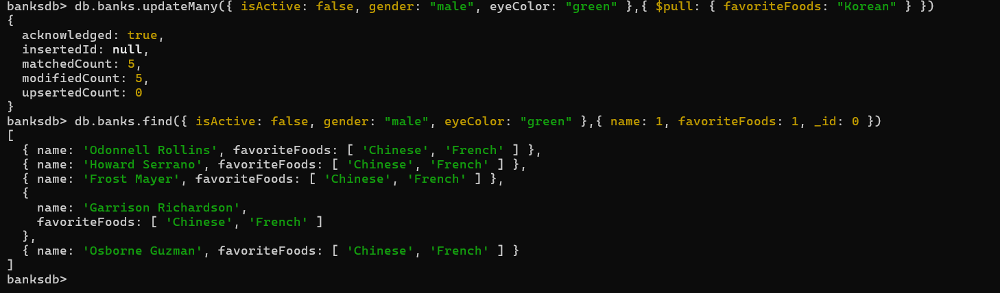 banksdb> db.banks.updateMany({ isActive: false, gender: "male", eyeColor: "green" },{ $pull: { favoriteFoods: "Korean" } })
{
  acknowledged: true,
  insertedId: null,
  matchedCount: 5,
  modifiedCount: 5,
  upsertedCount: 0
}
banksdb> db.banks.find({ isActive: false, gender: "male", eyeColor: "green" },{ name: 1, favoriteFoods: 1, _id: 0 })
[
  { name: 'Odonnell Rollins', favoriteFoods: [ 'Chinese', 'French' ] },
  { name: 'Howard Serrano', favoriteFoods: [ 'Chinese', 'French' ] },
  { name: 'Frost Mayer', favoriteFoods: [ 'Chinese', 'French' ] },
  {
    name: 'Garrison Richardson',
    favoriteFoods: [ 'Chinese', 'French' ]
  },
  { name: 'Osborne Guzman', favoriteFoods: [ 'Chinese', 'French' ] }
]
banksdb>